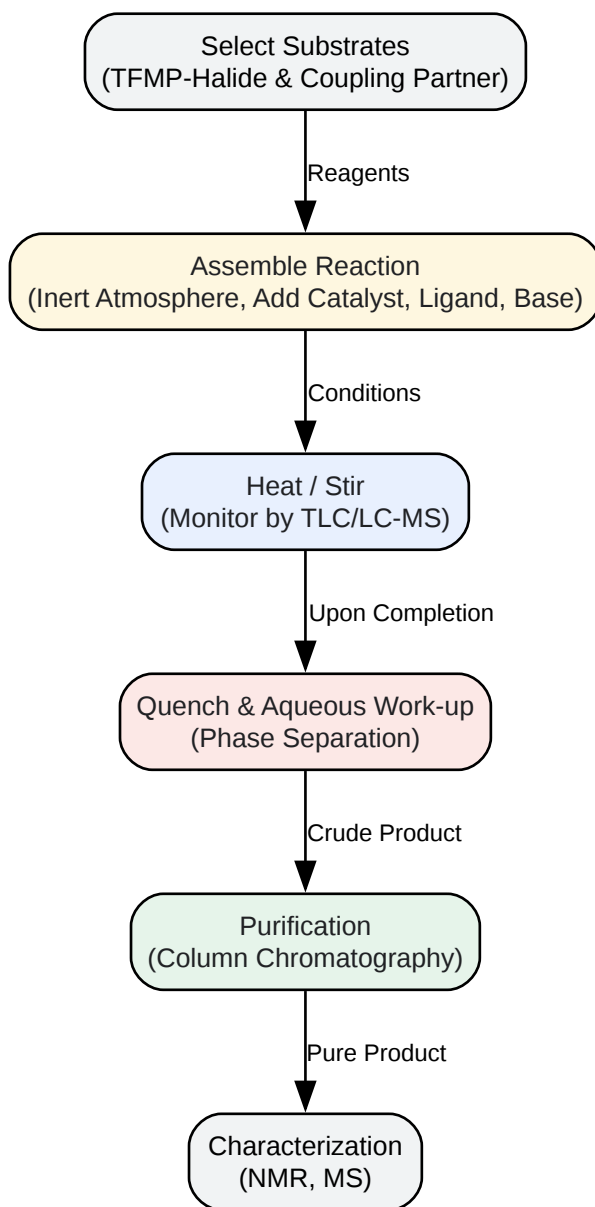 Select Substrates
(TFMP-Halide & Coupling Partner)
Reagents
Assemble Reaction
(Inert Atmosphere, Add Catalyst, Ligand, Base)
Conditions
Heat / Stir
(Monitor by TLC/LC-MS)
Upon Completion
Quench & Aqueous Work-up
(Phase Separation)
Crude Product
Purification
(Column Chromatography)
Pure Product
Characterization
(NMR, MS)